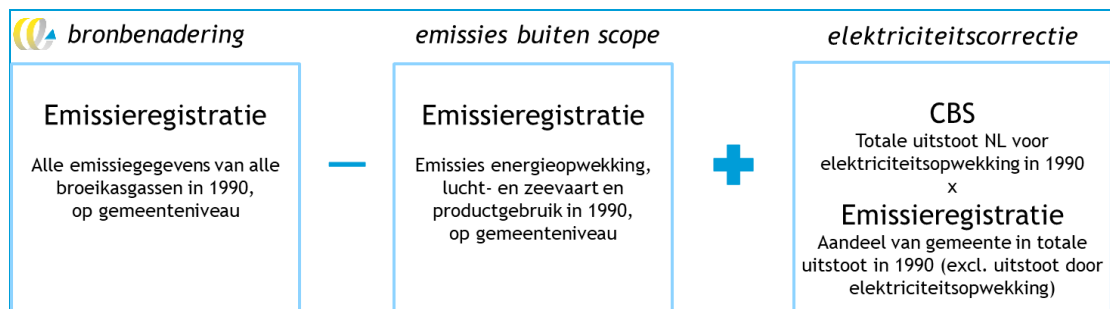 bronbenadering
Emissieregistratie
Alle emissiegegevens van alle
broeikasgassen in 1990,
op gemeenteniveau
emissies buiten scope
Emissieregistratie
Emissies energieopwekking,
lucht- en zeevaart en
productgebruik in 1990,
op gemeenteniveau
elektriciteitscorrectie
CBS
Totale uitstoot NL voor
elektriciteitsopwekking in 1990
x
Emissieregistratie
Aandeel van gemeente in totale
uitstoot in 1990 (excl. uitstoot door
elektriciteitsopwekking)